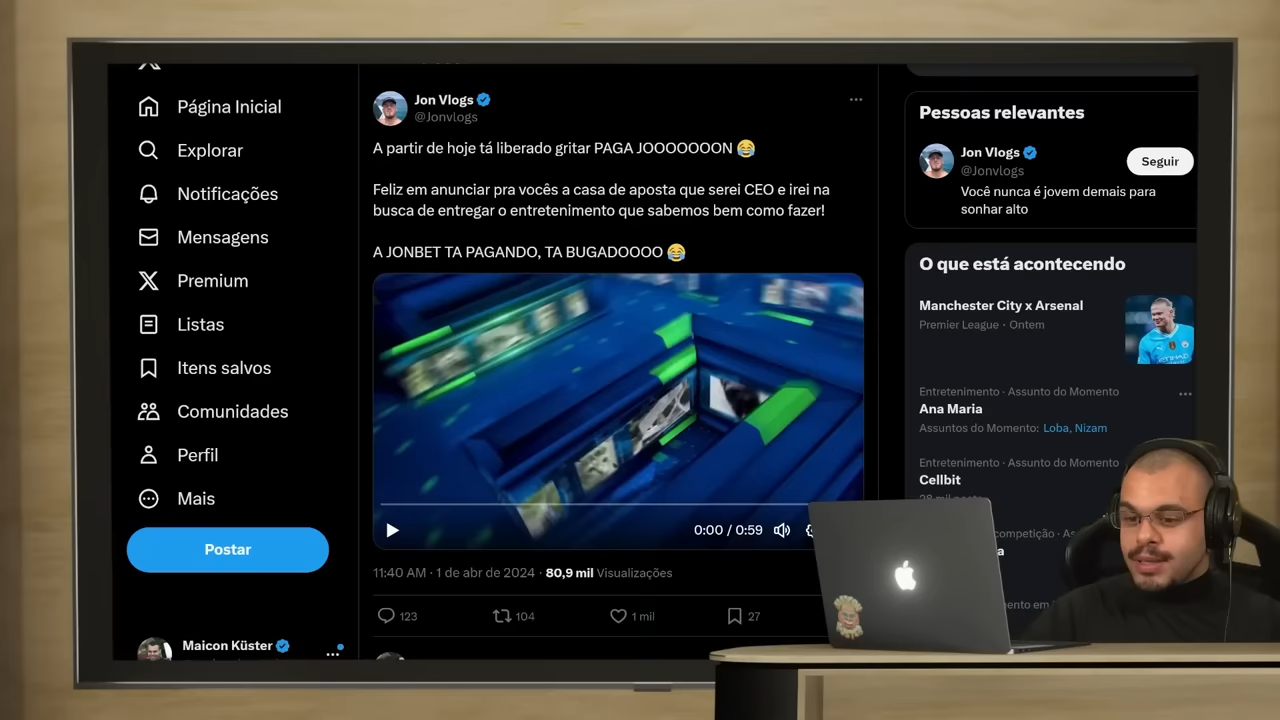 Página Inicial
Explorar
Notificações
Mensagens
Premium
Listas
Itens salvos
Comunidades
Perfil
Mais
Postar
Maicon Küster
Jon Vlogs
@Jonvlogs
A partir de hoje tá liberado gritar PAGA JOOOOOOON 😂
Feliz em anunciar pra vocês a casa de aposta que serei CEO e irei na
busca de entregar o entretenimento que sabemos bem como fazer!
A JONBET TA PAGANDO, TA BUGADOOOO 😂
0:00 / 0:59
11:40 AM · 1 de abr de 2024 · 80,9 mil Visualizações
123
104
1 mil
27
Pessoas relevantes
Jon Vlogs
@Jonvlogs
Seguir
Você nunca é jovem demais para
sonhar alto
O que está acontecendo
Manchester City x Arsenal
Premier League · Ontem
Entretenimento · Assunto do Momento
Ana Maria
Assuntos do Momento: Loba, Nizam
Entretenimento · Assunto do Momento
Cellbit